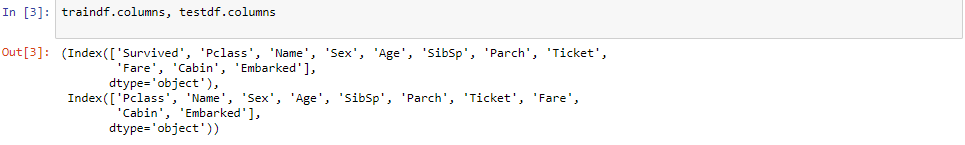 In [3]: traindf.columns, testdf.columns
Out[3]: (Index(['Survived', 'Pclass', 'Name', 'Sex', 'Age', 'SibSp', 'Parch', 'Ticket',
'Fare', 'Cabin', 'Embarked'],
dtype='object'),
Index(['Pclass', 'Name', 'Sex', 'Age', 'SibSp', 'Parch', 'Ticket', 'Fare',
'Cabin', 'Embarked'],
dtype='object'))